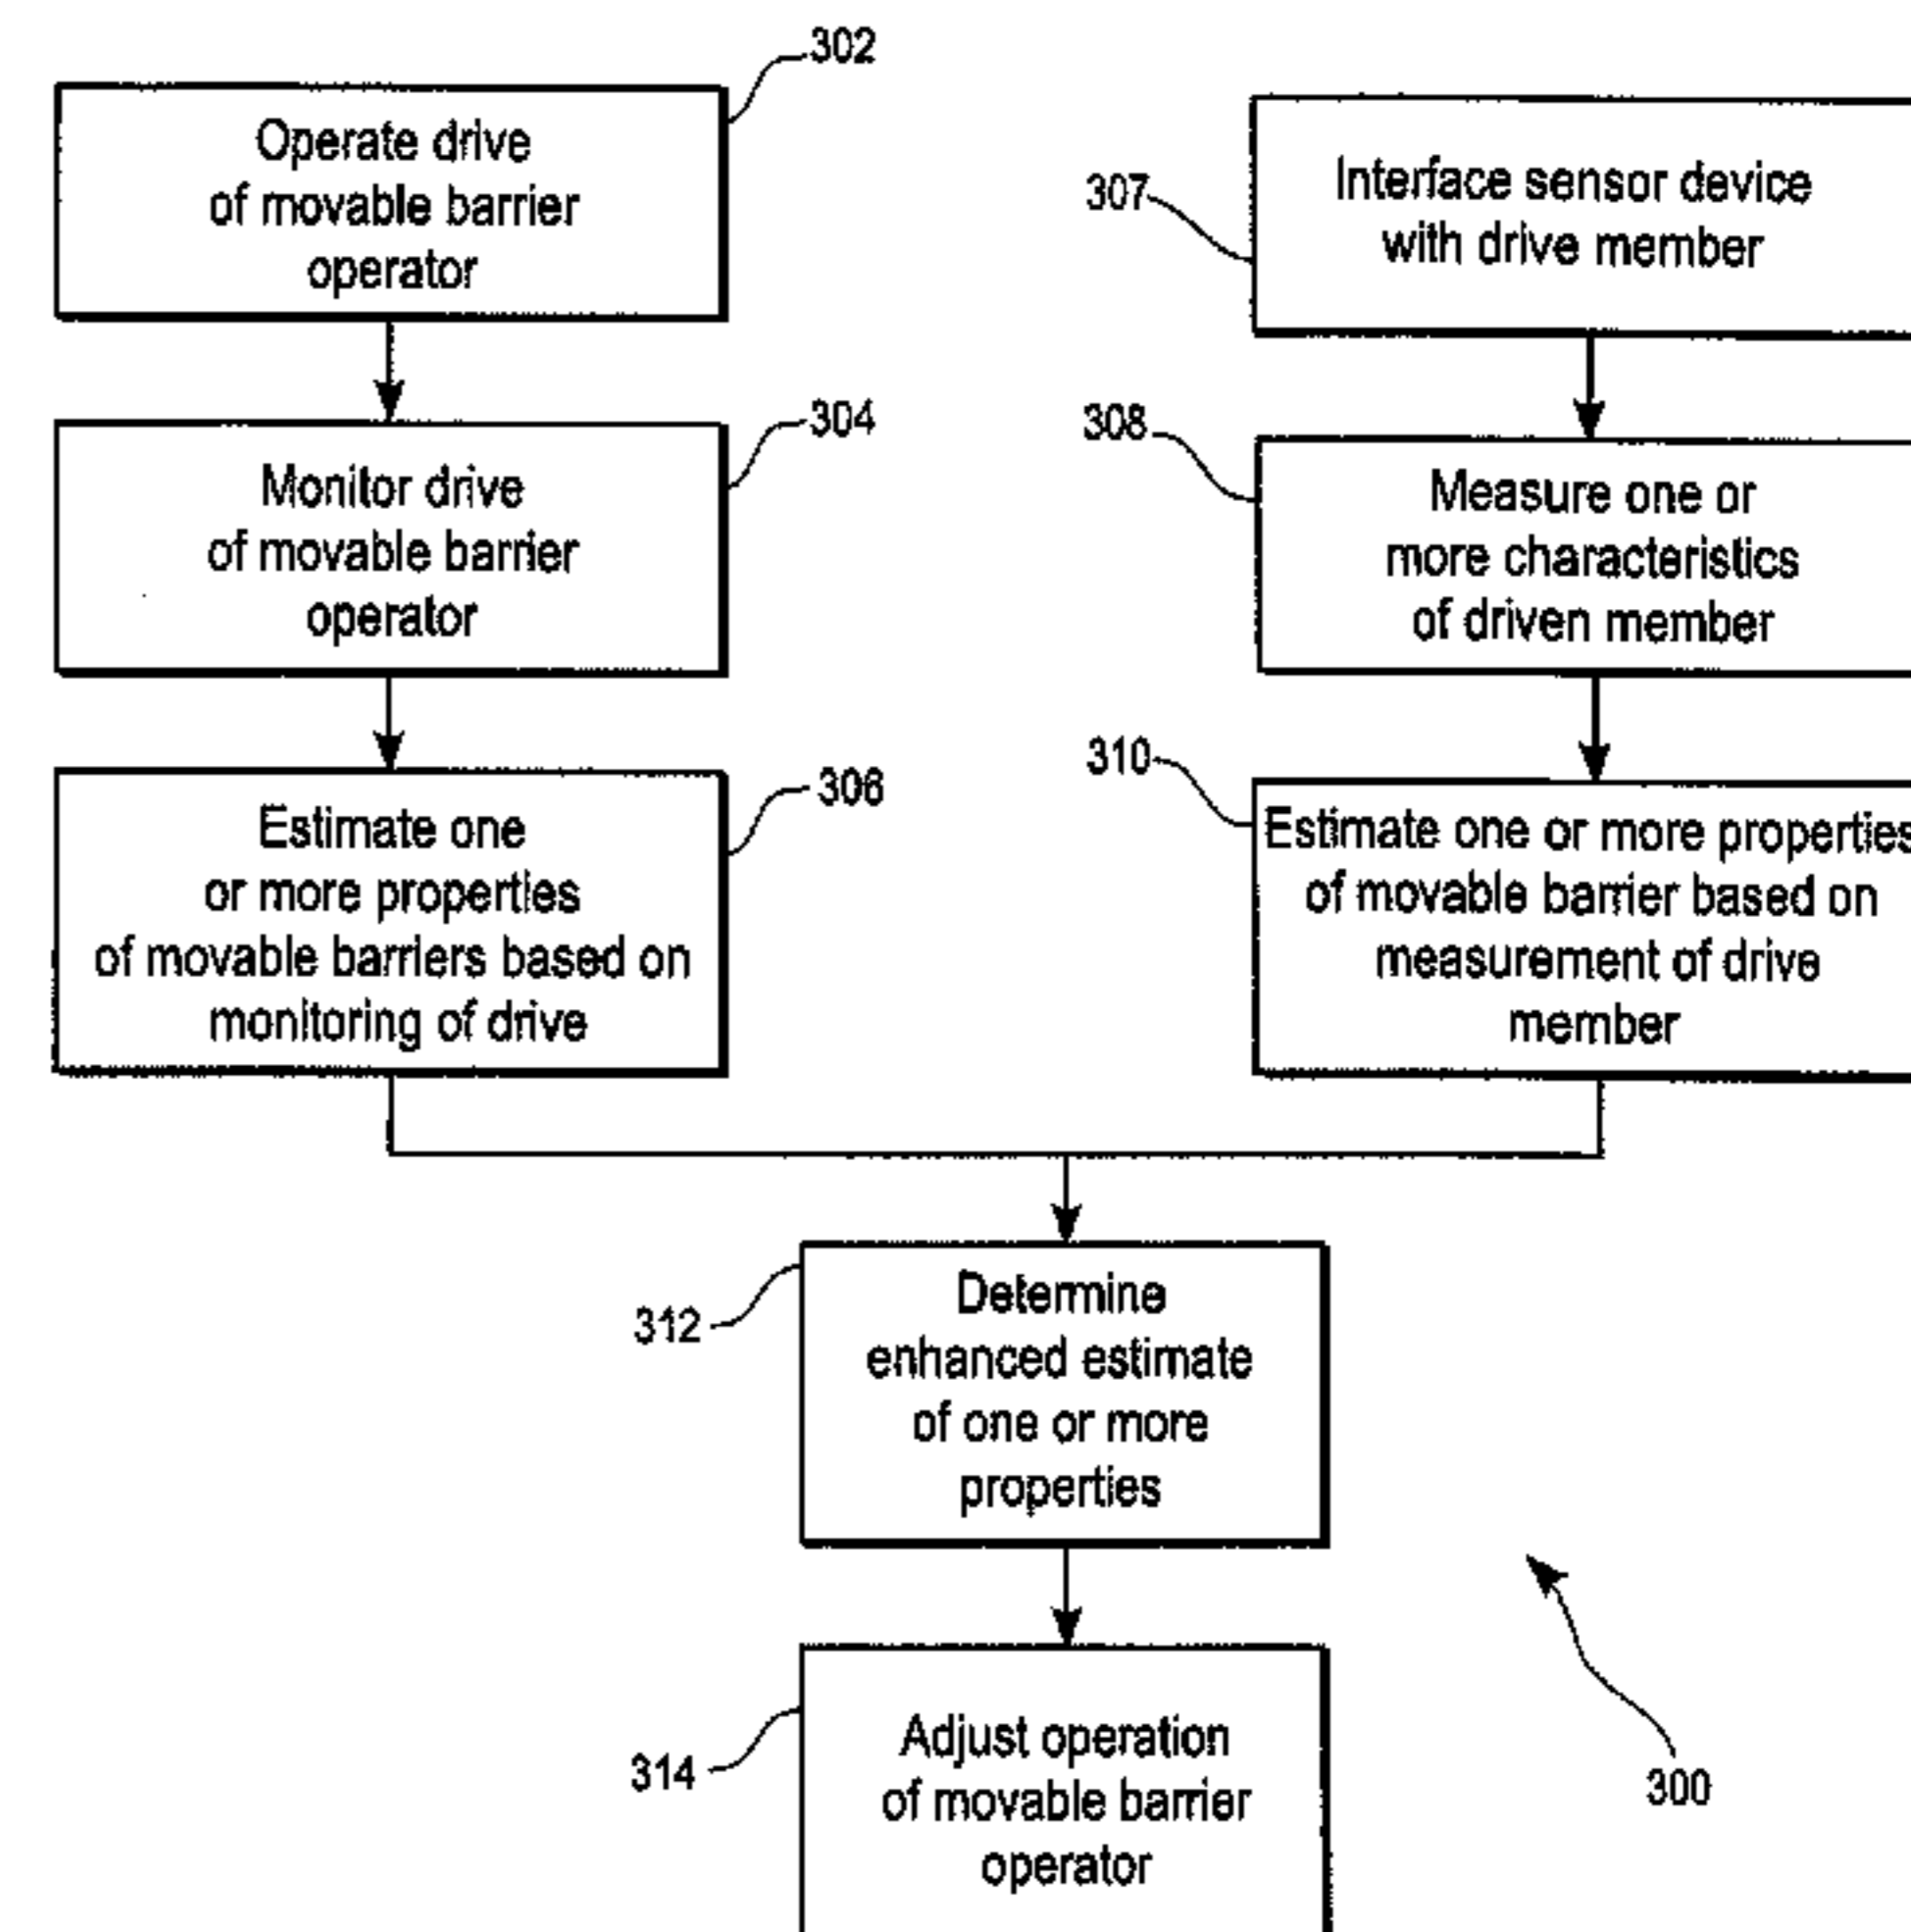 302
Operate drive
of movable barrier
operator
304
Monitor drive
of movable barrier
operator
306
Estimate one
or more properties
of movable barriers based on
monitoring of drive
307
Interface sensor device
with drive member
308
Measure one or
more characteristics
of driven member
310
Estimate one or more properties
of movable barrier based on
measurement of drive
member
312
Determine
enhanced estimate
of one or more
properties
314
Adjust operation
of movable barrier
operator
300